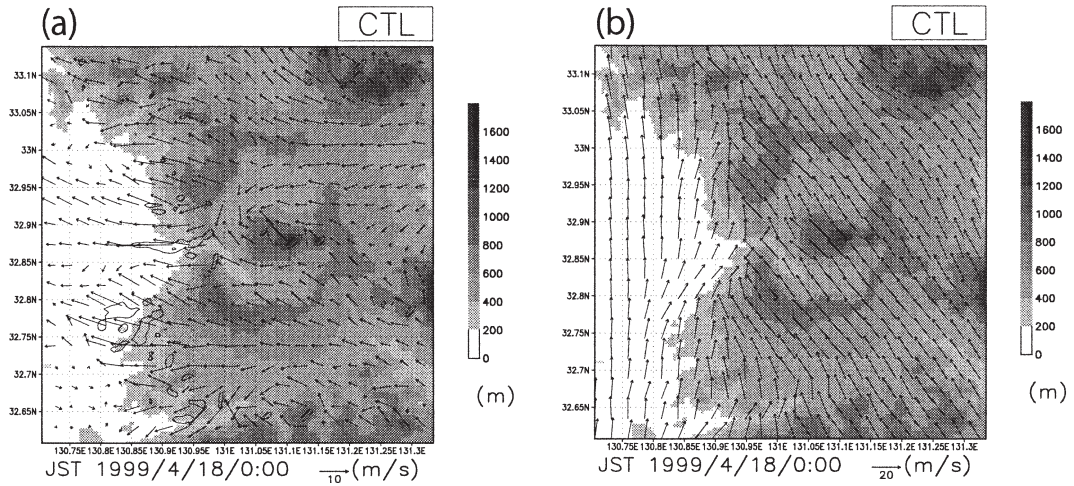 (a)
CTL
33.1N
33.05N
33N
32.95N
32.9N
32.85N
32.8N
32.75N
32.7N
32.65N
130.75E 130.8E 130.85E 130.9E 130.95E 131E 131.05E 131.1E 131.15E 131.2E 131.25E 131.3E
JST 1999/4/18/0:00
10 (m/s)
1600
1400
1200
1000
800
600
400
200
0
(m)
(b)
CTL
33.1N
33.05N
33N
32.95N
32.9N
32.85N
32.8N
32.75N
32.7N
32.65N
130.75E 130.8E 130.85E 130.9E 130.95E 131E 131.05E 131.1E 131.15E 131.2E 131.25E 131.3E
JST 1999/4/18/0:00
20 (m/s)
1600
1400
1200
1000
800
600
400
200
0
(m)